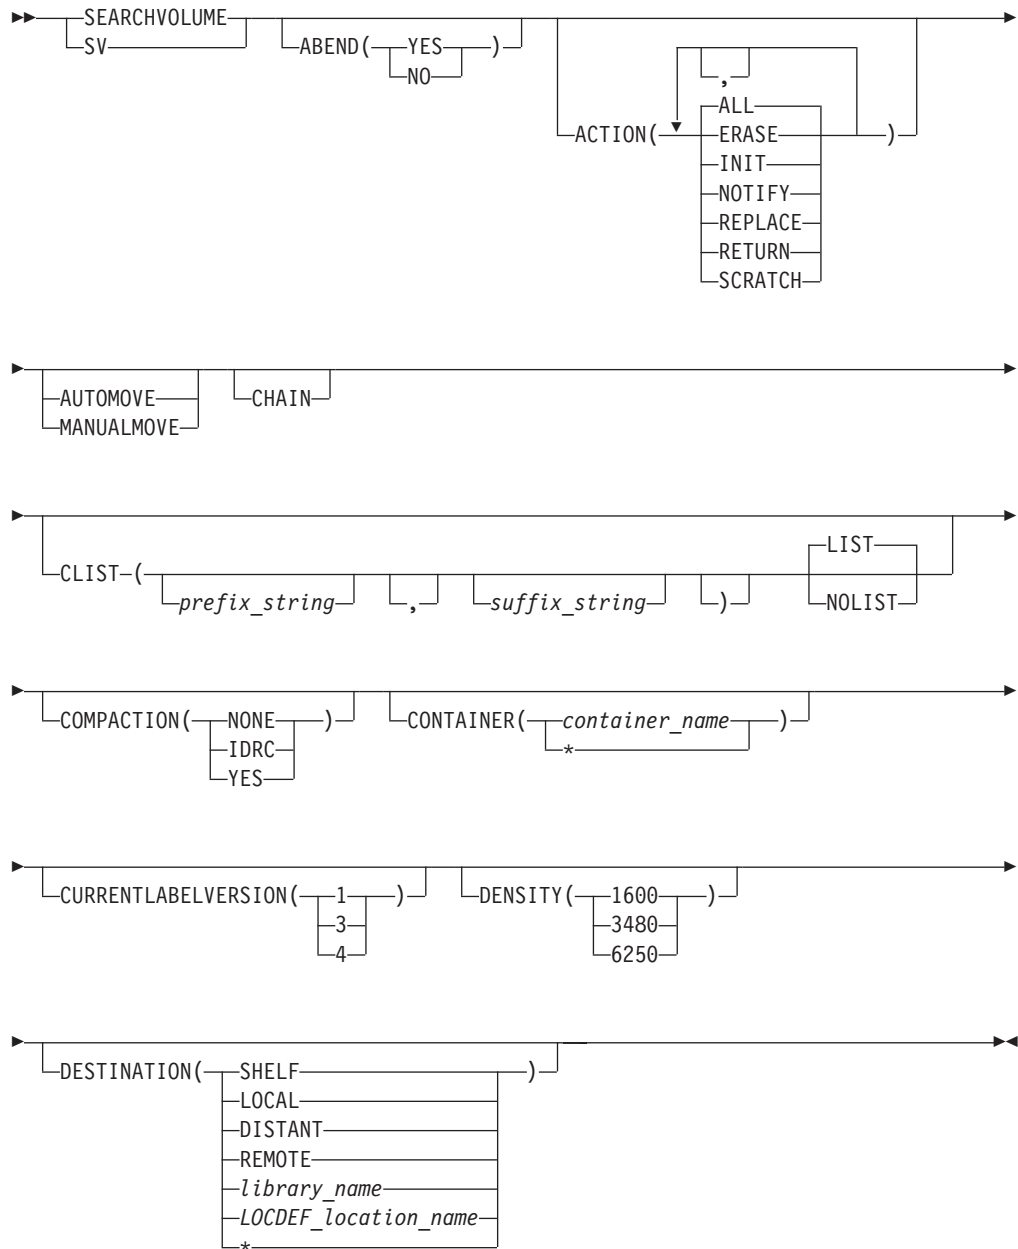 SEARCHVOLUME
SV
ABEND( YES )
NO
,
ALL
ACTION( ERASE )
INIT
NOTIFY
REPLACE
RETURN
SCRATCH
AUTOMOVE
MANUALMOVE
CHAIN
LIST
CLIST ( prefix_string , suffix_string ) NOLIST
COMPACTION( NONE )
IDRC
YES
CONTAINER( container_name )
*
CURRENTLABELVERSION( 1 )
3
4
DENSITY( 1600 )
3480
6250
DESTINATION( SHELF )
LOCAL
DISTANT
REMOTE
library_name
LOCDEF_location_name
*